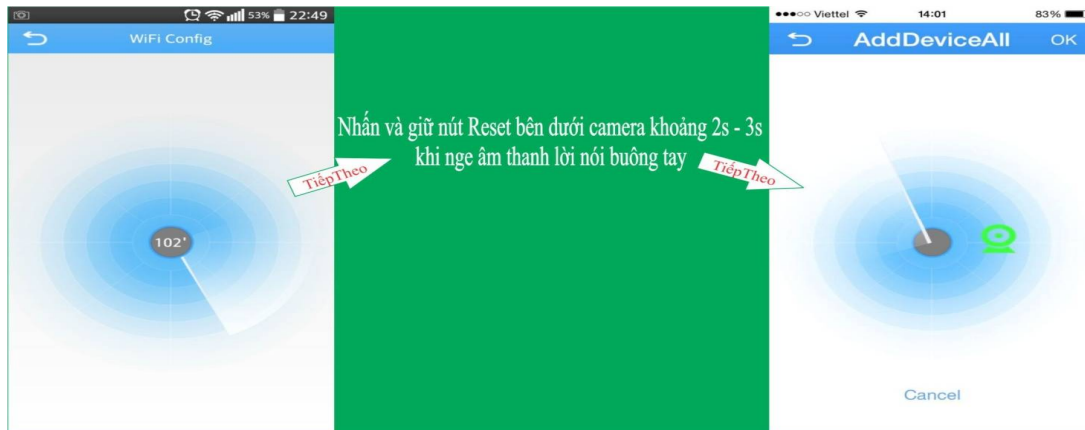 53% 22:49
WiFi Config
102'
TiếpTheo
Nhấn và giữ nút Reset bên dưới camera khoảng 2s - 3s
khi nge âm thanh lời nói buông tay
TiếpTheo
Viettel 14:01 83%
AddDeviceAll OK
Cancel